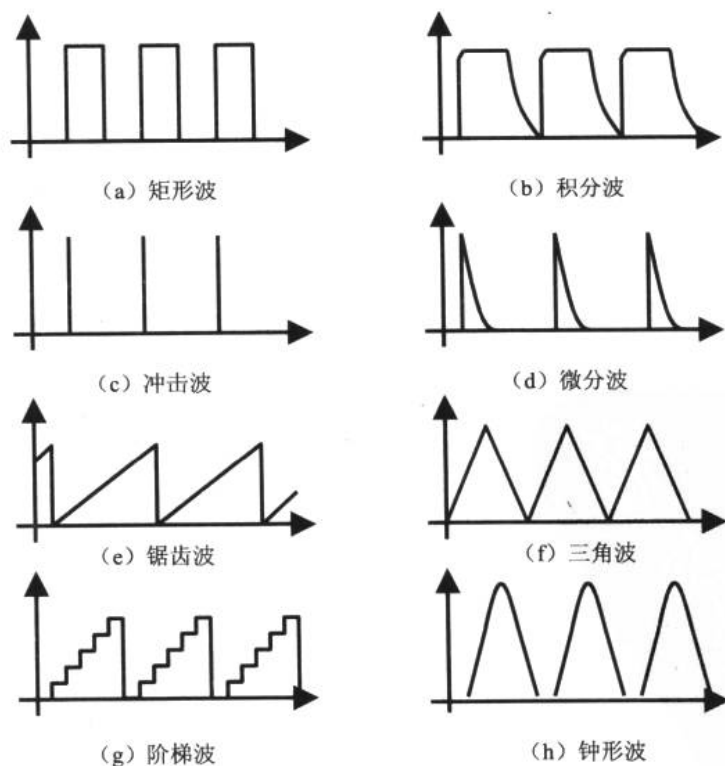 （a）矩形波
（b）积分波
（c）冲击波
（d）微分波
（e）锯齿波
（f）三角波
（g）阶梯波
（h）钟形波